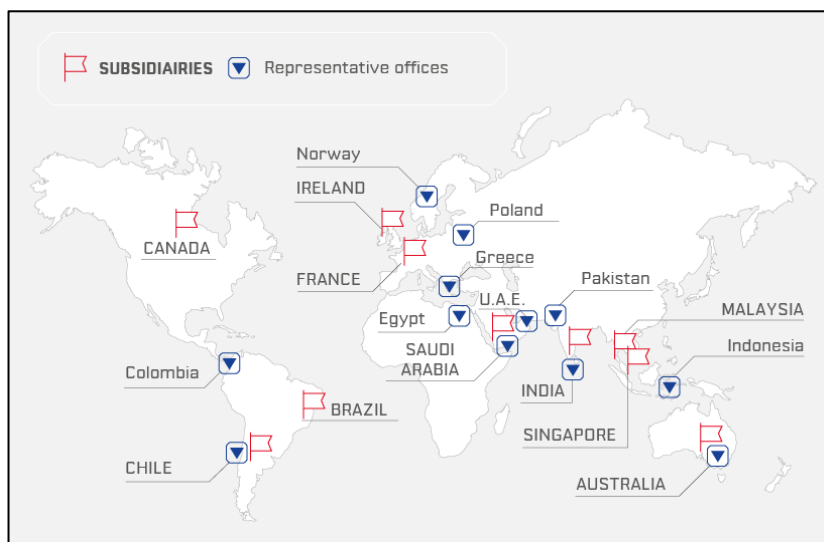 SUBSIDIAIRIES
Representative offices
Norway
IRELAND
Poland
CANADA
Greece
FRANCE
Pakistan
U.A.E.
MALAYSIA
Egypt
Indonesia
SAUDI
ARABIA
Colombia
INDIA
BRAZIL
SINGAPORE
CHILE
AUSTRALIA